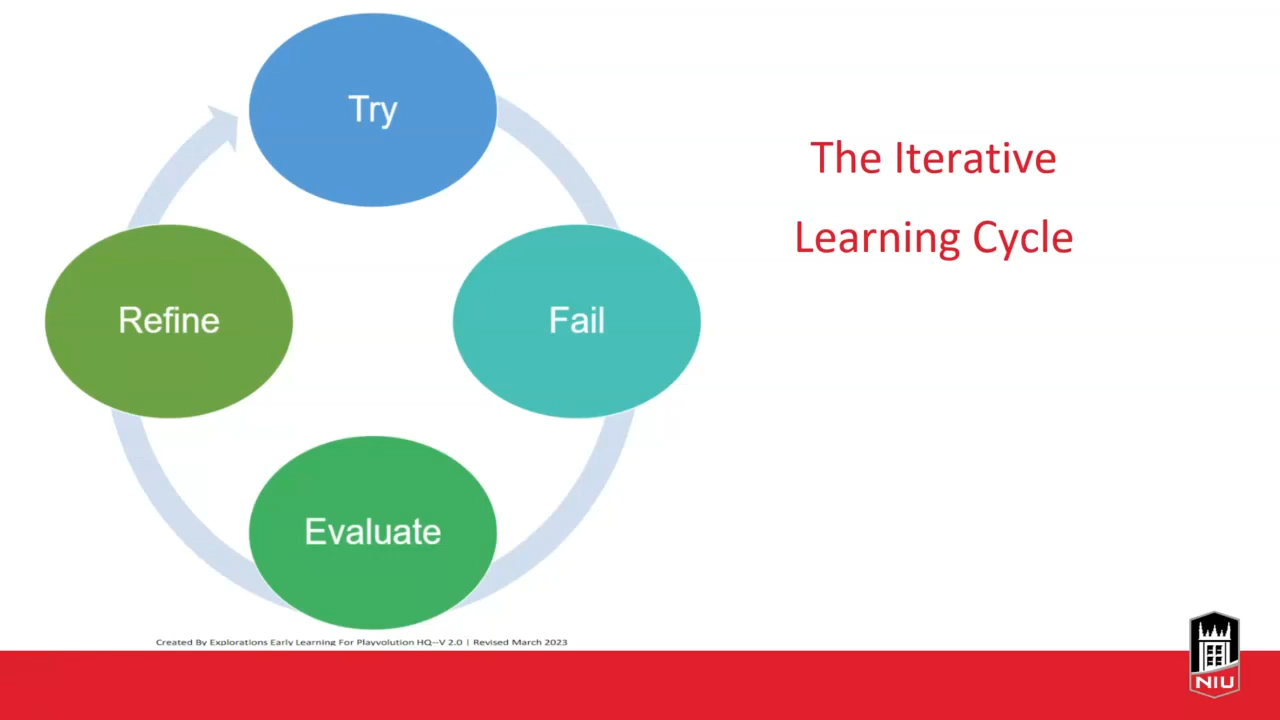 Try
The Iterative
Learning Cycle
Refine
Fail
Evaluate
Created By Explorations Early Learning For Playvolution HQ--V 2.0 | Revised March 2023
NIU